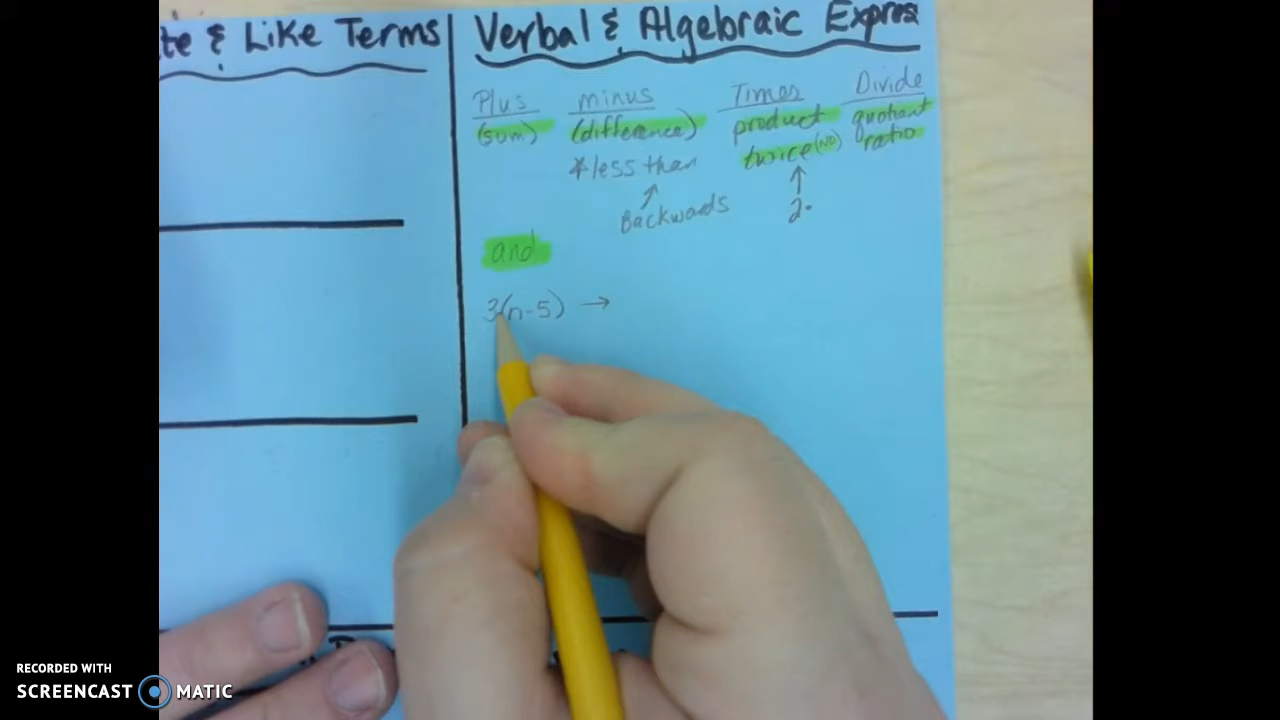 te & Like Terms
Verbal & Algebraic Expres
Plus minus Times Divide
(sum) (difference) product quotient
*less than twice (NO) ratio
↑ ↑
Backwards 2·
and
3(n-5) →
RECORDED WITH
SCREENCAST MATIC